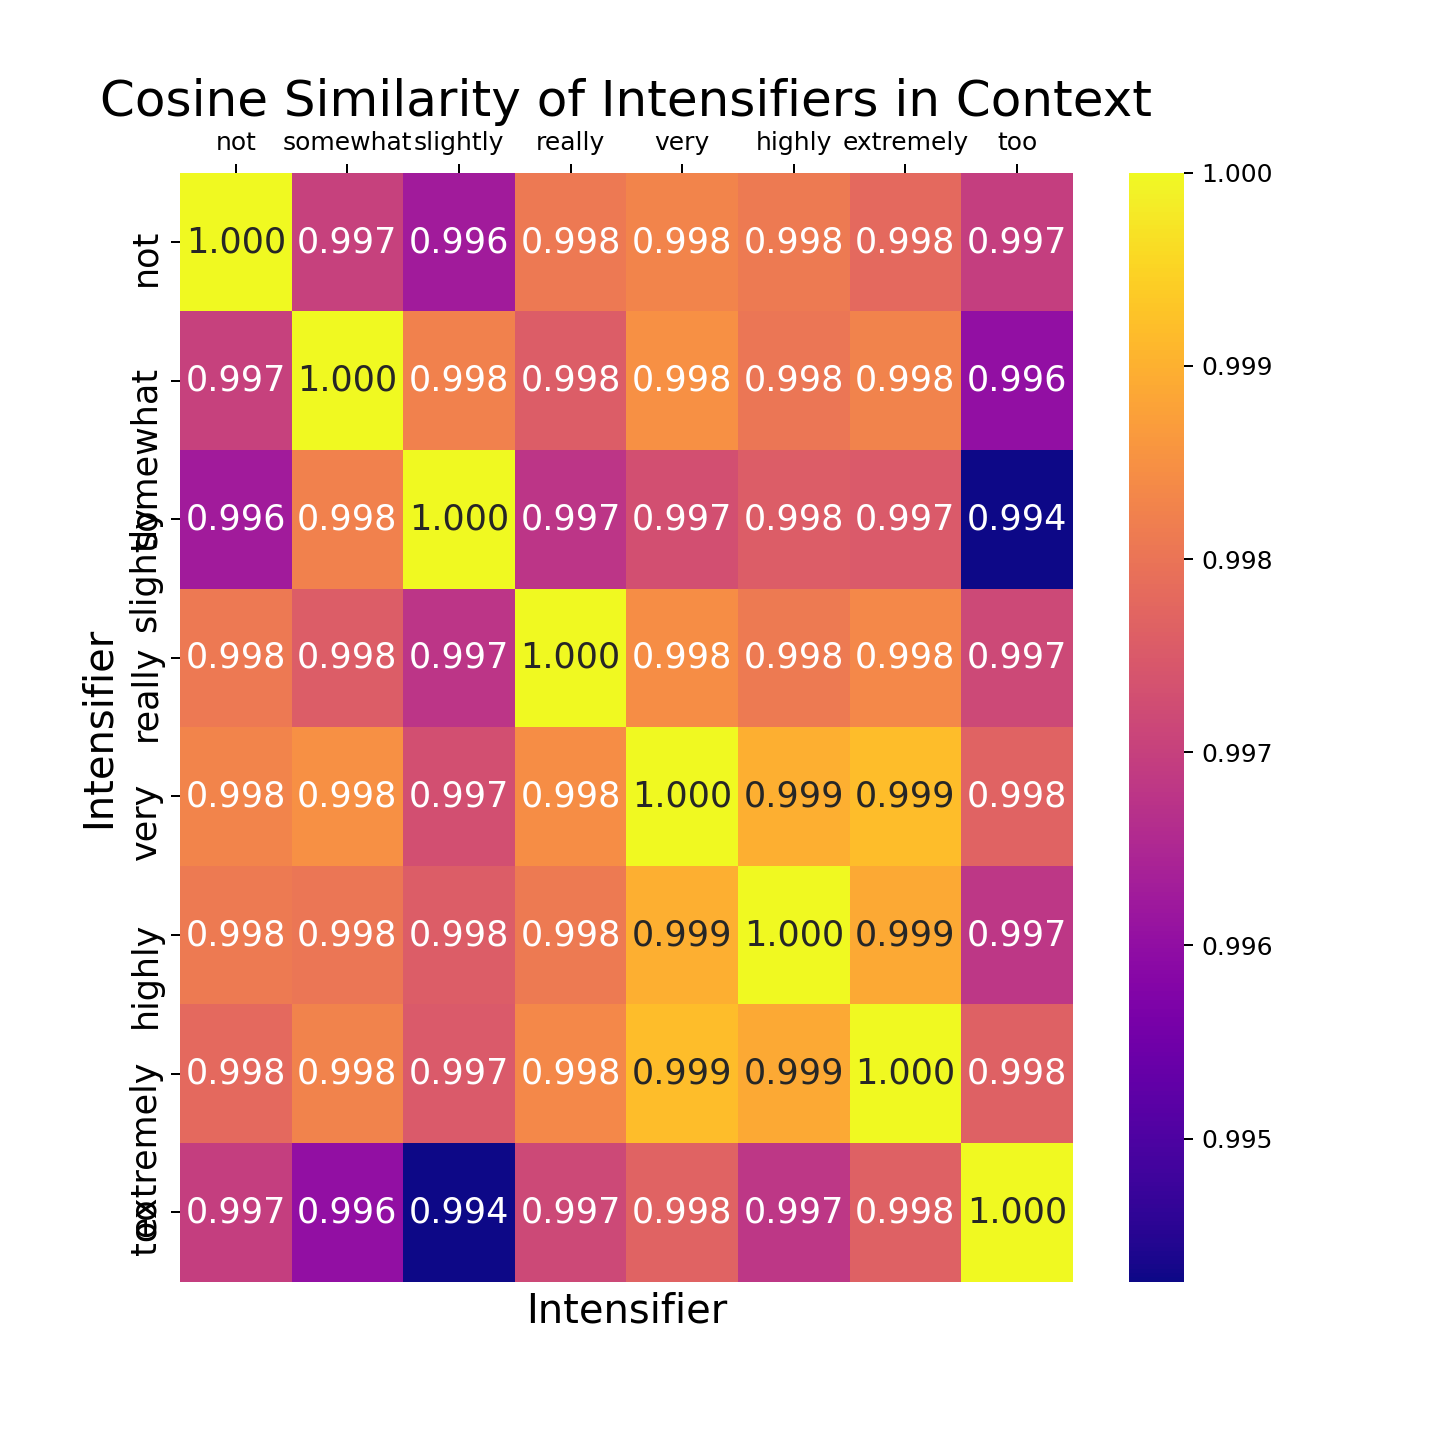 Cosine Similarity of Intensifiers in Context
not somewhat slightly really very highly extremely too
not 1.000 0.997 0.996 0.998 0.998 0.998 0.998 0.997
somewhat 0.997 1.000 0.998 0.998 0.998 0.998 0.998 0.996
slightly 0.996 0.998 1.000 0.997 0.997 0.998 0.997 0.994
really 0.998 0.998 0.997 1.000 0.998 0.998 0.998 0.997
very 0.998 0.998 0.997 0.998 1.000 0.999 0.999 0.998
highly 0.998 0.998 0.998 0.998 0.999 1.000 0.999 0.997
extremely 0.998 0.998 0.997 0.998 0.999 0.999 1.000 0.998
too 0.997 0.996 0.994 0.997 0.998 0.997 0.998 1.000
Intensifier
Intensifier
1.000
0.999
0.998
0.997
0.996
0.995